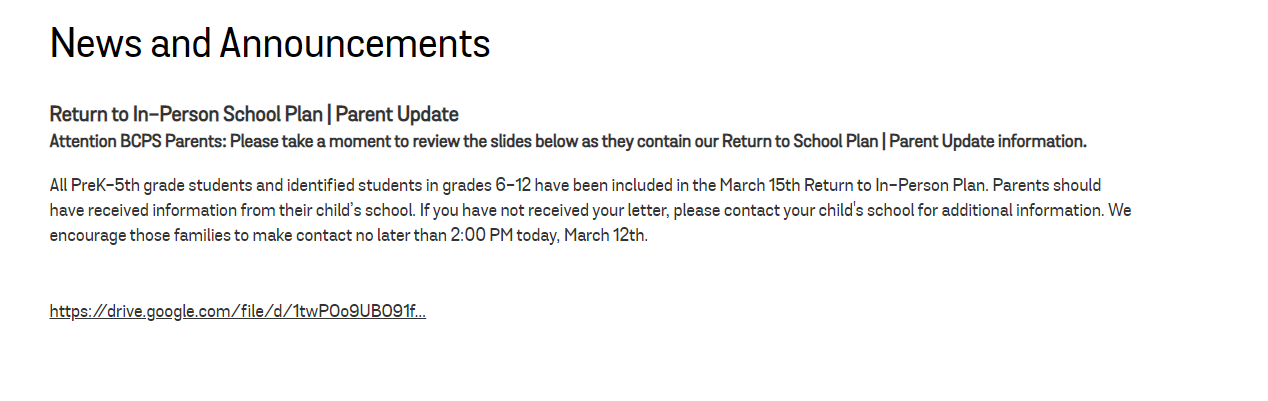 News and Announcements
Return to In-Person School Plan | Parent Update
Attention BCPS Parents: Please take a moment to review the slides below as they contain our Return to School Plan | Parent Update information.
All PreK-5th grade students and identified students in grades 6-12 have been included in the March 15th Return to In-Person Plan. Parents should
have received information from their child’s school. If you have not received your letter, please contact your child's school for additional information. We
encourage those families to make contact no later than 2:00 PM today, March 12th.
https://drive.google.com/file/d/1twPOo9UBO91f...